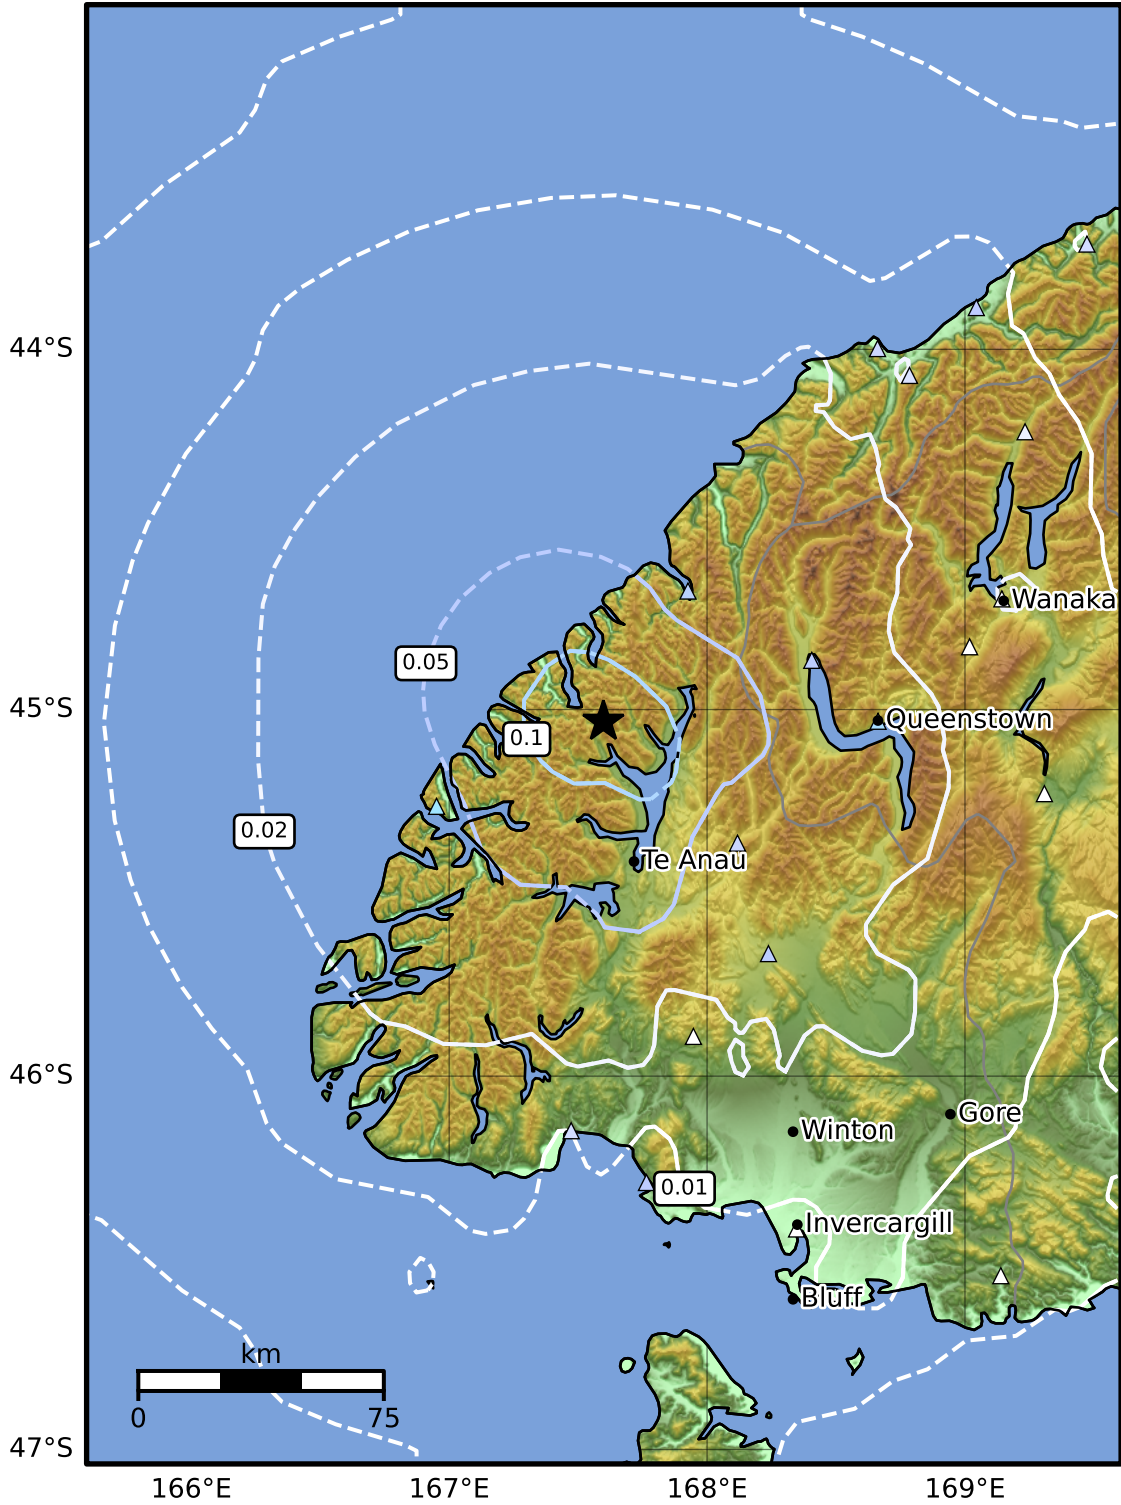 44°S
Wanaka
0.05
45°S
Queenstown
0.1
0.02
Te Anau
46°S
Gore
Winton
0.01
Invercargill
Bluff
km
0
75
47°S
166°E
167°E
168°E
169°E